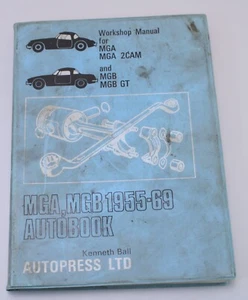 Workshop Manual
for
MGA
MGA 2CAM
and
MGB
MGB GT
MGA, MGB 1955-69
AUTOBOOK
Kenneth Ball
AUTOPRESS LTD